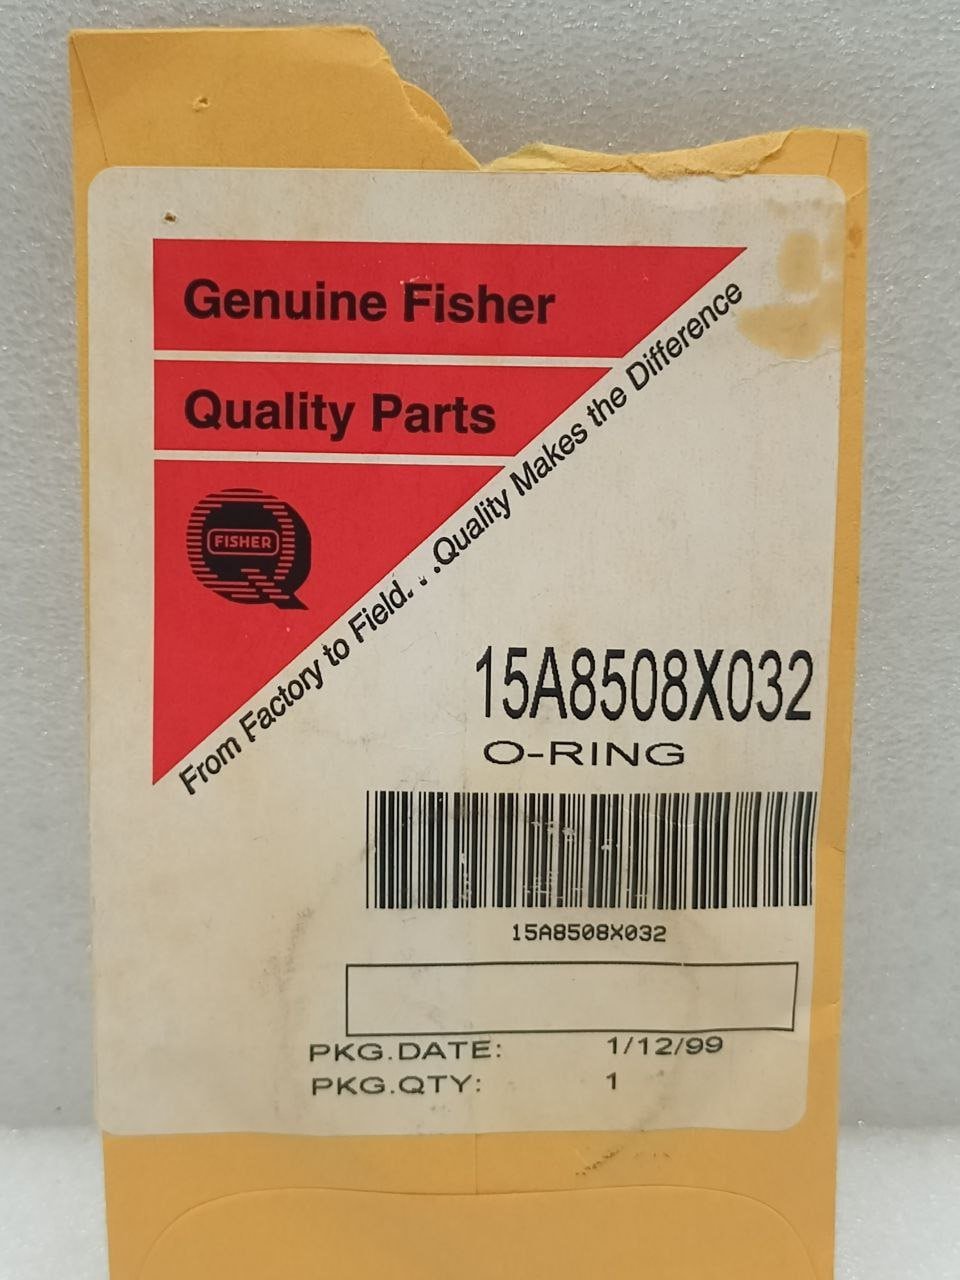 Genuine Fisher
Quality Parts
FISHER
From Factory to Field. . .Quality Makes the Difference
15A8508X032
O-RING
15A8508X032
PKG.DATE: 1/12/99
PKG.QTY: 1